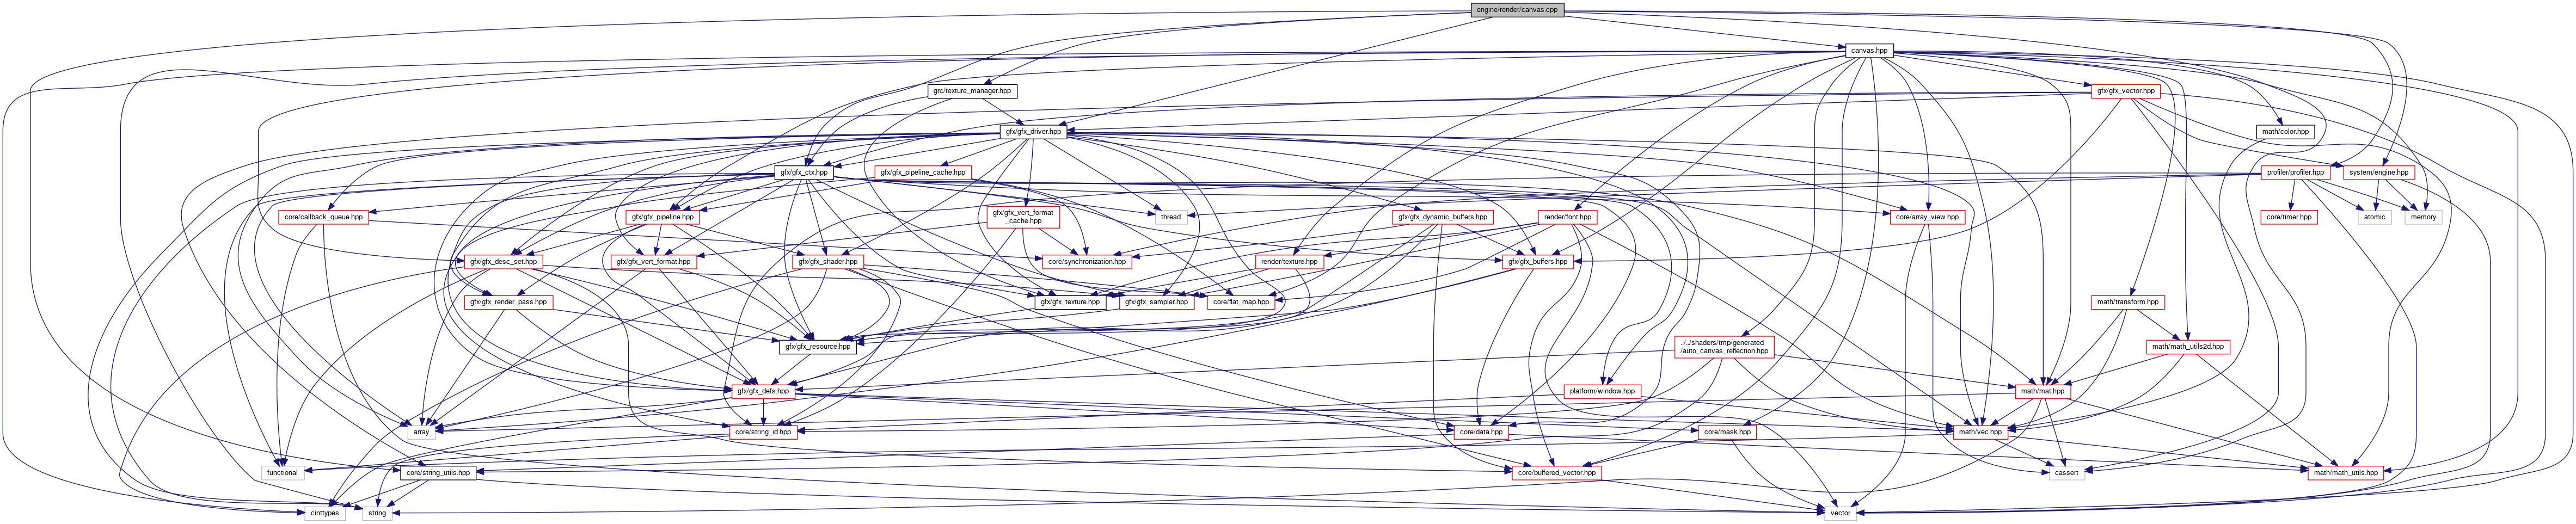 engine/render/canvas.cpp
canvas.hpp
grc/texture_manager.hpp
gfx/gfx_vector.hpp
gfx/gfx_driver.hpp
math/color.hpp
gfx/gfx_ctx.hpp
gfx/gfx_pipeline_cache.hpp
profiler/profiler.hpp
system/engine.hpp
core/callback_queue.hpp
gfx/gfx_pipeline.hpp
gfx/gfx_vert_format
_cache.hpp
thread
gfx/gfx_dynamic_buffers.hpp
render/font.hpp
core/array_view.hpp
core/timer.hpp
atomic
memory
gfx/gfx_desc_set.hpp
gfx/gfx_vert_format.hpp
gfx/gfx_shader.hpp
core/synchronization.hpp
render/texture.hpp
gfx/gfx_buffers.hpp
gfx/gfx_render_pass.hpp
gfx/gfx_texture.hpp
gfx/gfx_sampler.hpp
core/flat_map.hpp
math/transform.hpp
gfx/gfx_resource.hpp
../../shaders/tmp/generated
/auto_canvas_reflection.hpp
math/math_utils2d.hpp
gfx/gfx_defs.hpp
platform/window.hpp
math/mat.hpp
array
core/string_id.hpp
core/data.hpp
core/mask.hpp
math/vec.hpp
functional
core/string_utils.hpp
core/buffered_vector.hpp
cassert
math/math_utils.hpp
cinttypes
string
vector